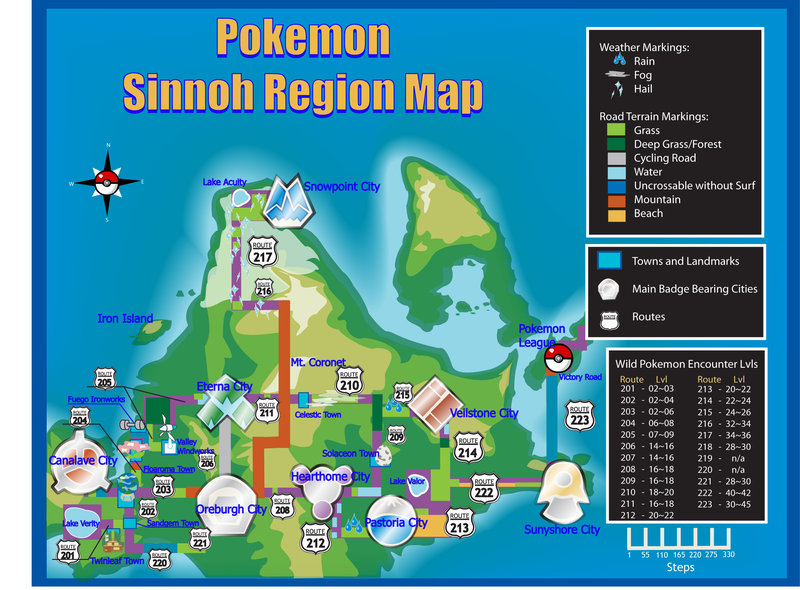 Pokemon
Sinnoh Region Map
N
W
E
S
Weather Markings:
Rain
Fog
Hail
Road Terrain Markings:
Grass
Deep Grass/Forest
Cycling Road
Water
Uncrossable without Surf
Mountain
Beach
Towns and Landmarks
Main Badge Bearing Cities
ROUTE
Routes
Wild Pokemon Encounter Lvls
Route Lvl Route Lvl
201 - 02~03 213 - 20~22
202 - 02~04 214 - 22~24
203 - 02~06 215 - 24~26
204 - 06~08 216 - 32~34
205 - 07~09 217 - 34~36
206 - 14~16 218 - 28~30
207 - 14~16 219 - n/a
208 - 16~18 220 - n/a
209 - 16~18 221 - 28~30
210 - 18~20 222 - 40~42
211 - 16~18 223 - 30~45
212 - 20~22
1 55 110 165 220 275 330
Steps
Lake Acuity
Snowpoint City
ROUTE
217
ROUTE
216
Iron Island
Pokemon
League
Mt. Coronet
Victory Road
ROUTE
205
Eterna City
ROUTE
210
Fuego Ironworks
ROUTE
215
ROUTE
204
ROUTE
211
Celestic Town
Veilstone City
ROUTE
223
Valley
Windworks
ROUTE
209
Canalave City
ROUTE
206
Solaceon Town
ROUTE
214
Floaroma Town
ROUTE
203
Hearthome City
Lake Valor
ROUTE
222
ROUTE
202
Oreburgh City
ROUTE
208
Lake Verity
Sandgem Town
Pastoria City
ROUTE
213
Sunyshore City
ROUTE
221
ROUTE
212
ROUTE
201
Twinleaf Town
ROUTE
220